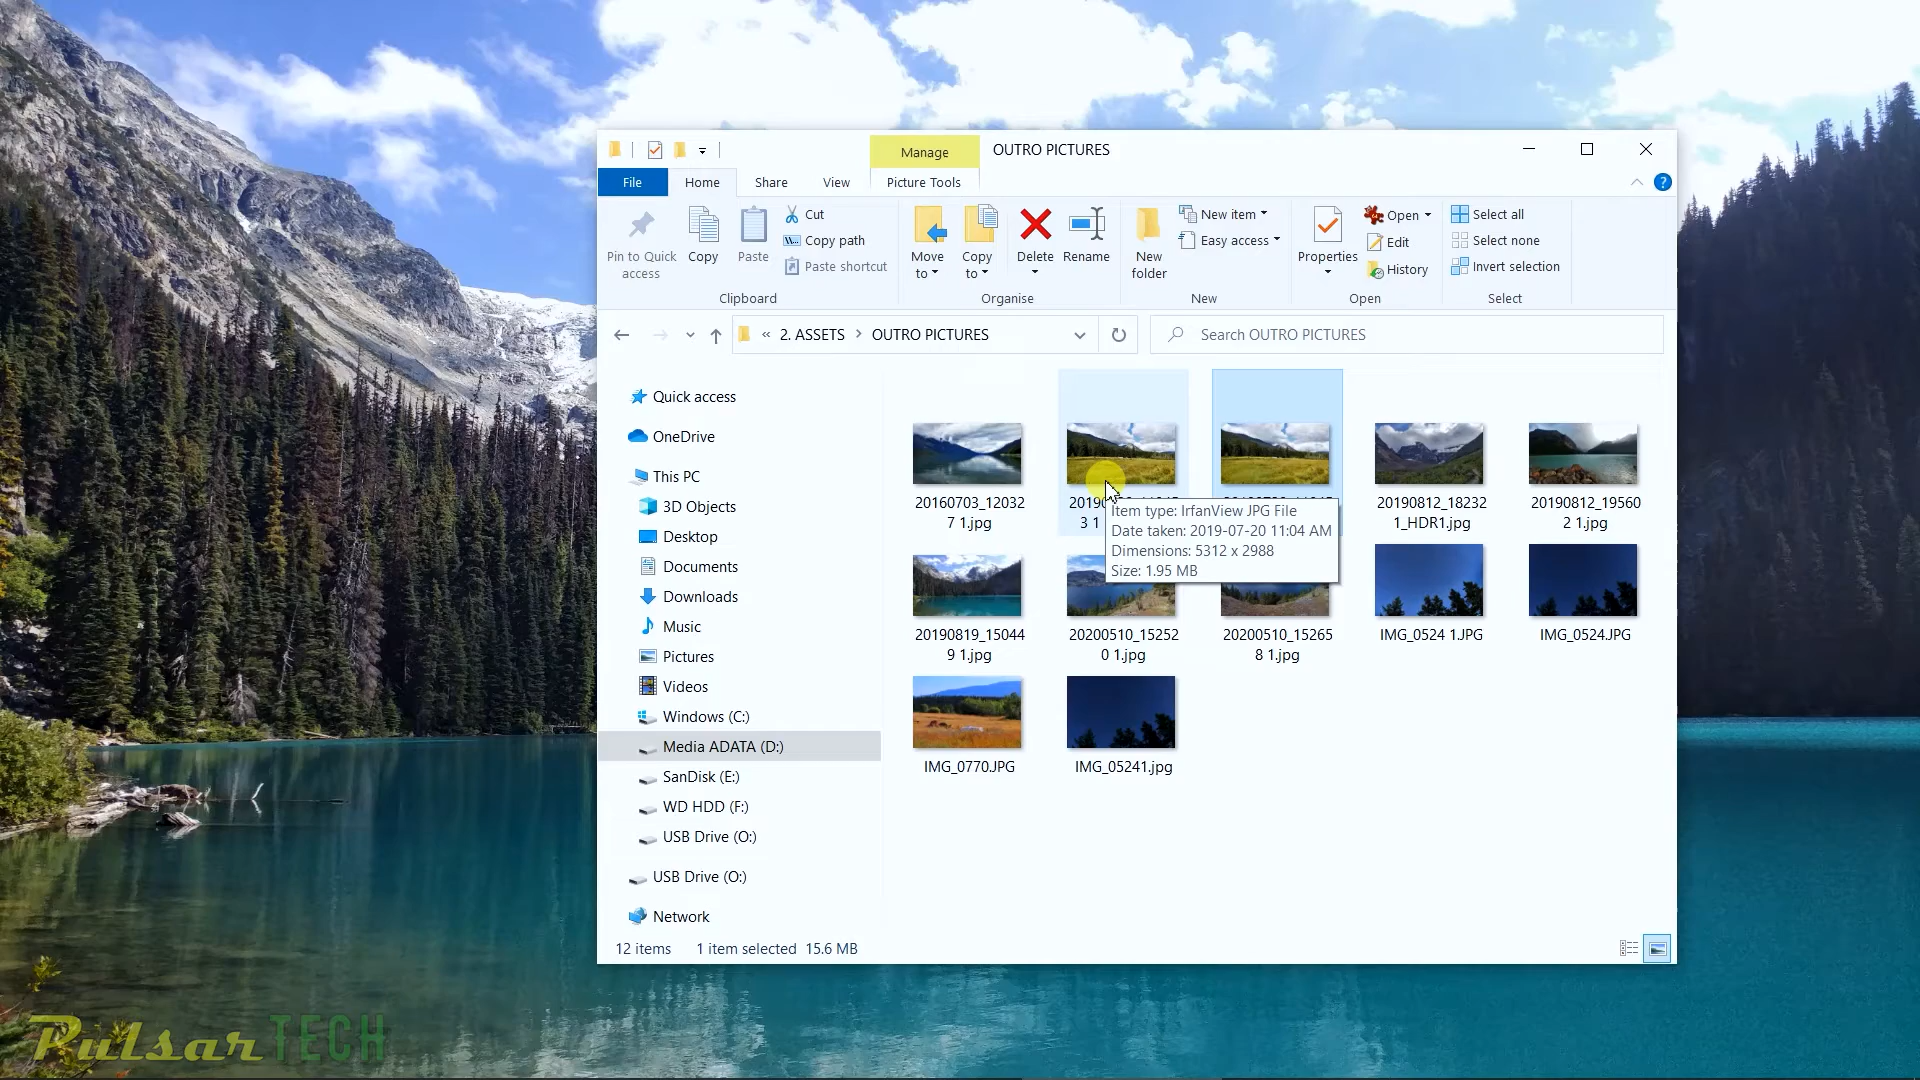 Manage
OUTRO PICTURES
File
Home
Share
View
Picture Tools
?
Pin to Quick
access
Copy
Paste
Cut
Copy path
Paste shortcut
Clipboard
Move
to
Copy
to
Delete
Rename
Organise
New
folder
New item
Easy access
New
Properties
Open
Edit
History
Open
Select all
Select none
Invert selection
Select
« 2. ASSETS > OUTRO PICTURES
Search OUTRO PICTURES
Quick access
OneDrive
This PC
3D Objects
Desktop
Documents
Downloads
Music
Pictures
Videos
Windows (C:)
Media ADATA (D:)
SanDisk (E:)
WD HDD (F:)
USB Drive (O:)
USB Drive (O:)
Network
20160703_12032
7 1.jpg
3 1
20190812_18232
1_HDR1.jpg
20190812_19560
2 1.jpg
Item type: IrfanView JPG File
Date taken: 2019-07-20 11:04 AM
Dimensions: 5312 x 2988
Size: 1.95 MB
20190819_15044
9 1.jpg
20200510_15252
0 1.jpg
20200510_15265
8 1.jpg
IMG_0524 1.JPG
IMG_0524.JPG
IMG_0770.JPG
IMG_05241.jpg
12 items
1 item selected 15.6 MB
Pulsar TECH